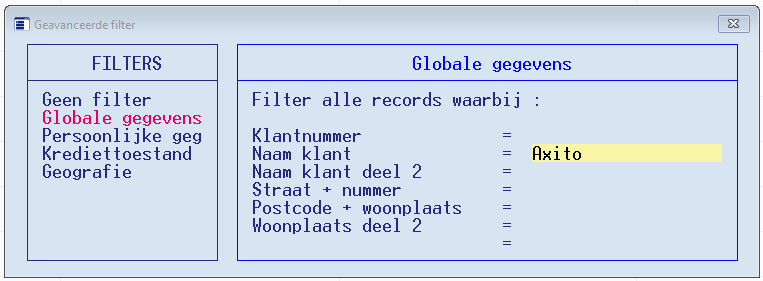 Geavanceerde filter
FILTERS
Geen filter
Globale gegevens
Persoonlijke geg
Krediettoestand
Geografie
Globale gegevens
Filter alle records waarbij :
Klantnummer =
Naam klant = Axito
Naam klant deel 2 =
Straat + nummer =
Postcode + woonplaats =
Woonplaats deel 2 =
=